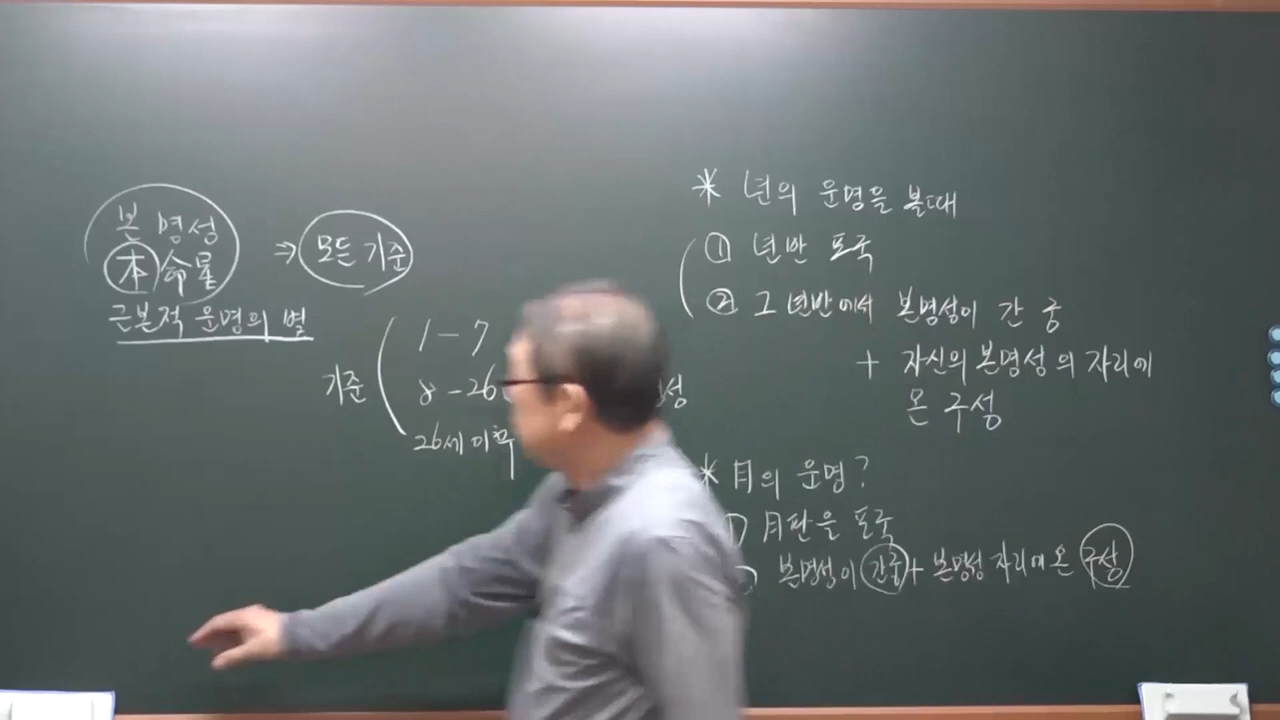 본명성
本命星
근본적 운명의 별
⇒ 모든 기준
기준
1-7
8-26
26세 이후
성
* 년의 운명을 볼때
① 년반 포국
② 그 년반에서 본명성이 간 궁
+ 자신의 본명성의 자리에
온 구성
* 月의 운명?
月판을 포국
본명성이 간궁 + 본명성 자리에 온 구성